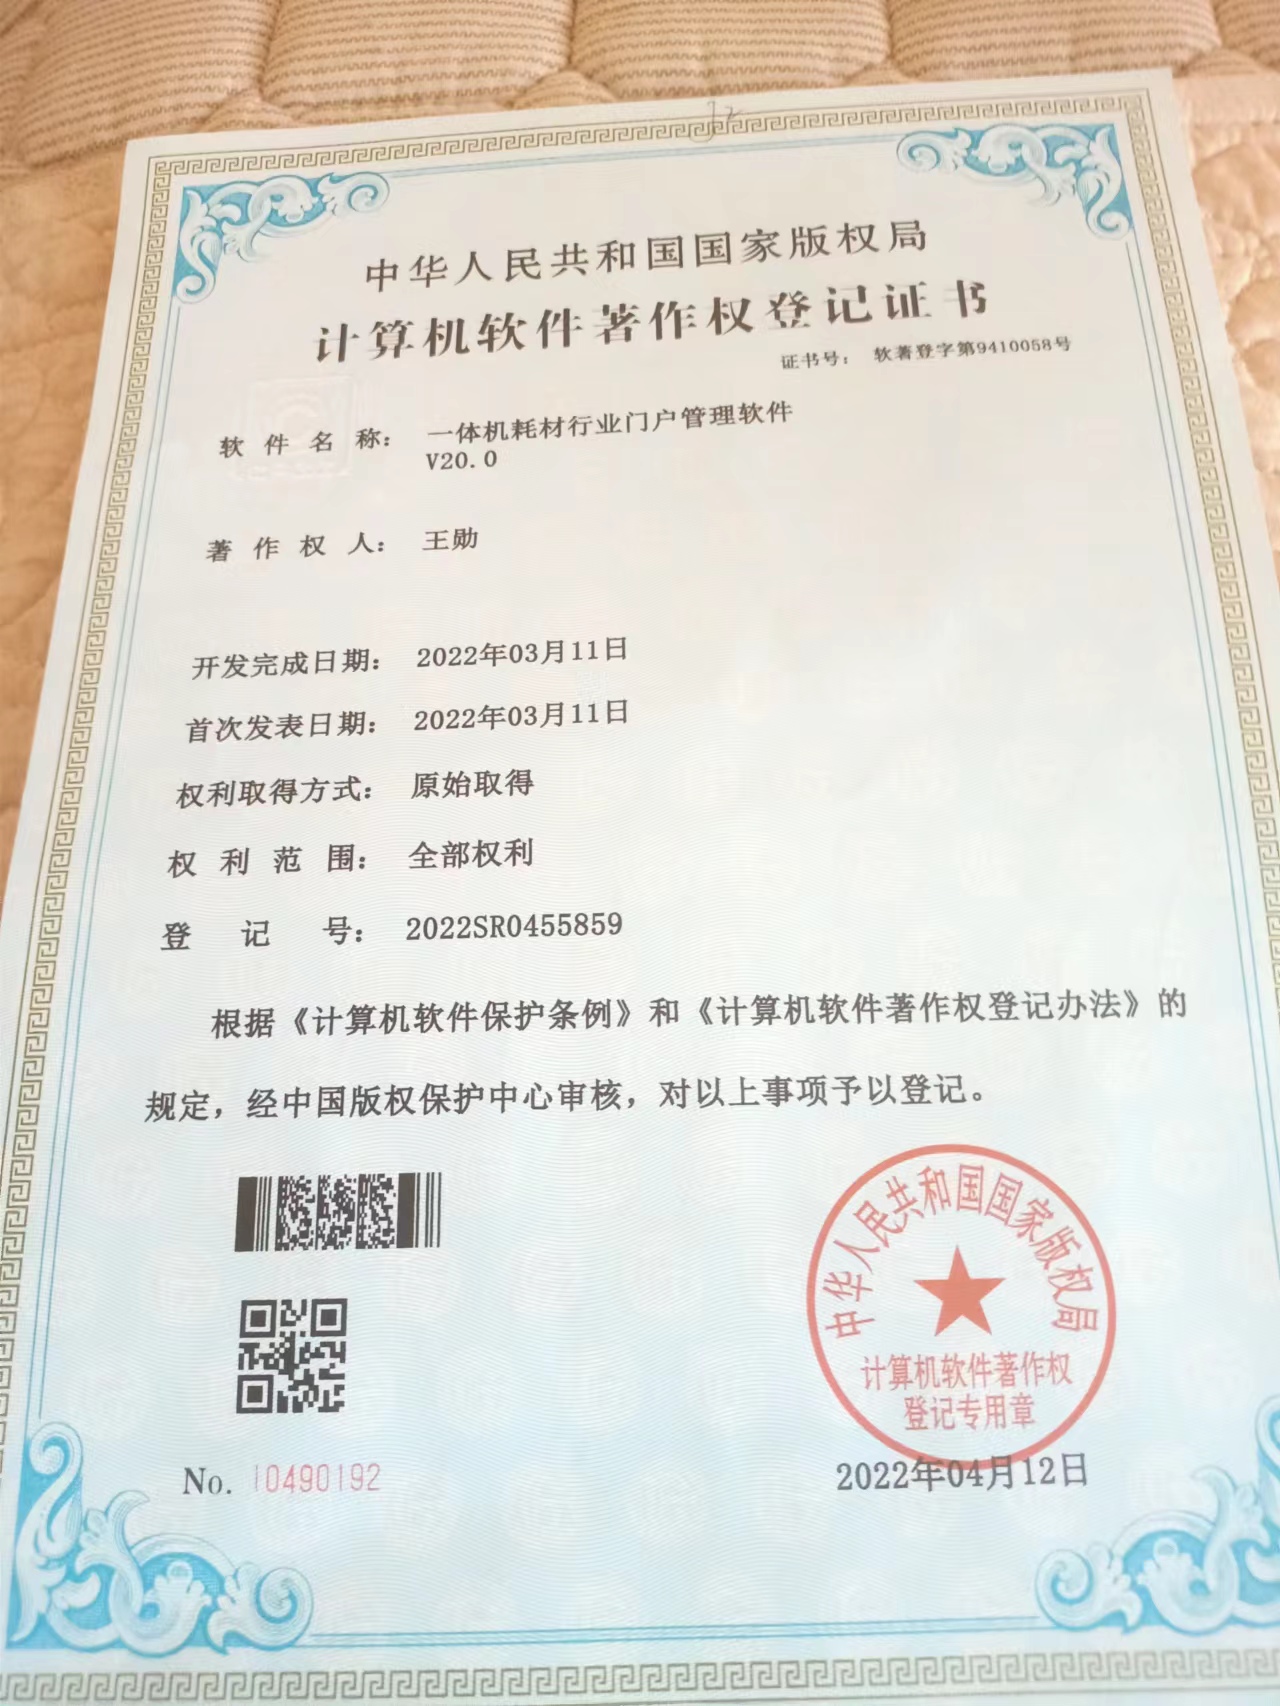 中华人民共和国国家版权局
计算机软件著作权登记证书
证书号： 软著登字第9410058号
软件名称： 一体机耗材行业门户管理软件
V20.0
著作权人： 王勋
开发完成日期： 2022年03月11日
首次发表日期： 2022年03月11日
权利取得方式： 原始取得
权利范围： 全部权利
登记号： 2022SR0455859
根据《计算机软件保护条例》和《计算机软件著作权登记办法》的
规定，经中国版权保护中心审核，对以上事项予以登记。
中华人民共和国国家版权局
计算机软件著作权
登记专用章
No. 10490192
2022年04月12日